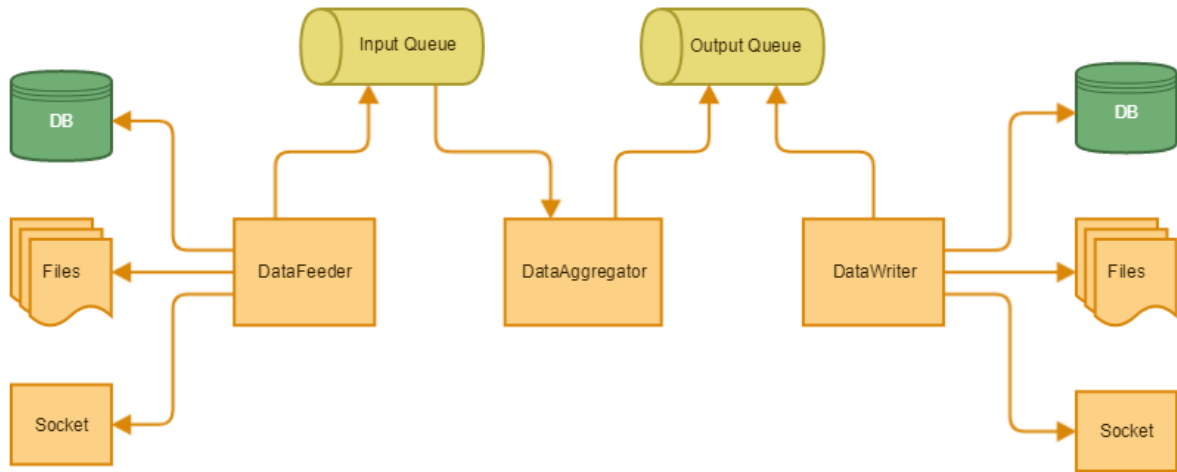 Input Queue
Output Queue
DB
DB
Files
DataFeeder
DataAggregator
DataWriter
Files
Socket
Socket